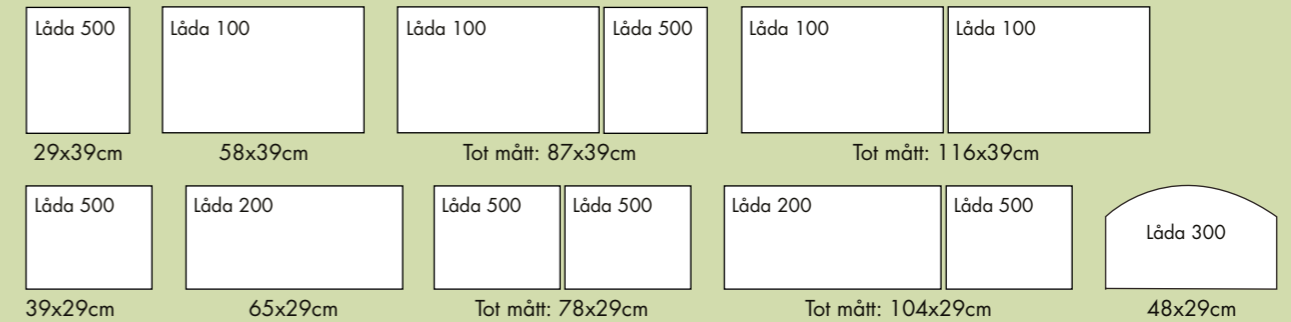 Låda 500
Låda 100
Låda 100
Låda 500
Låda 100
Låda 100
29x39cm
58x39cm
Tot mått: 87x39cm
Tot mått: 116x39cm
Låda 500
Låda 200
Låda 500
Låda 500
Låda 200
Låda 500
Låda 300
39x29cm
65x29cm
Tot mått: 78x29cm
Tot mått: 104x29cm
48x29cm